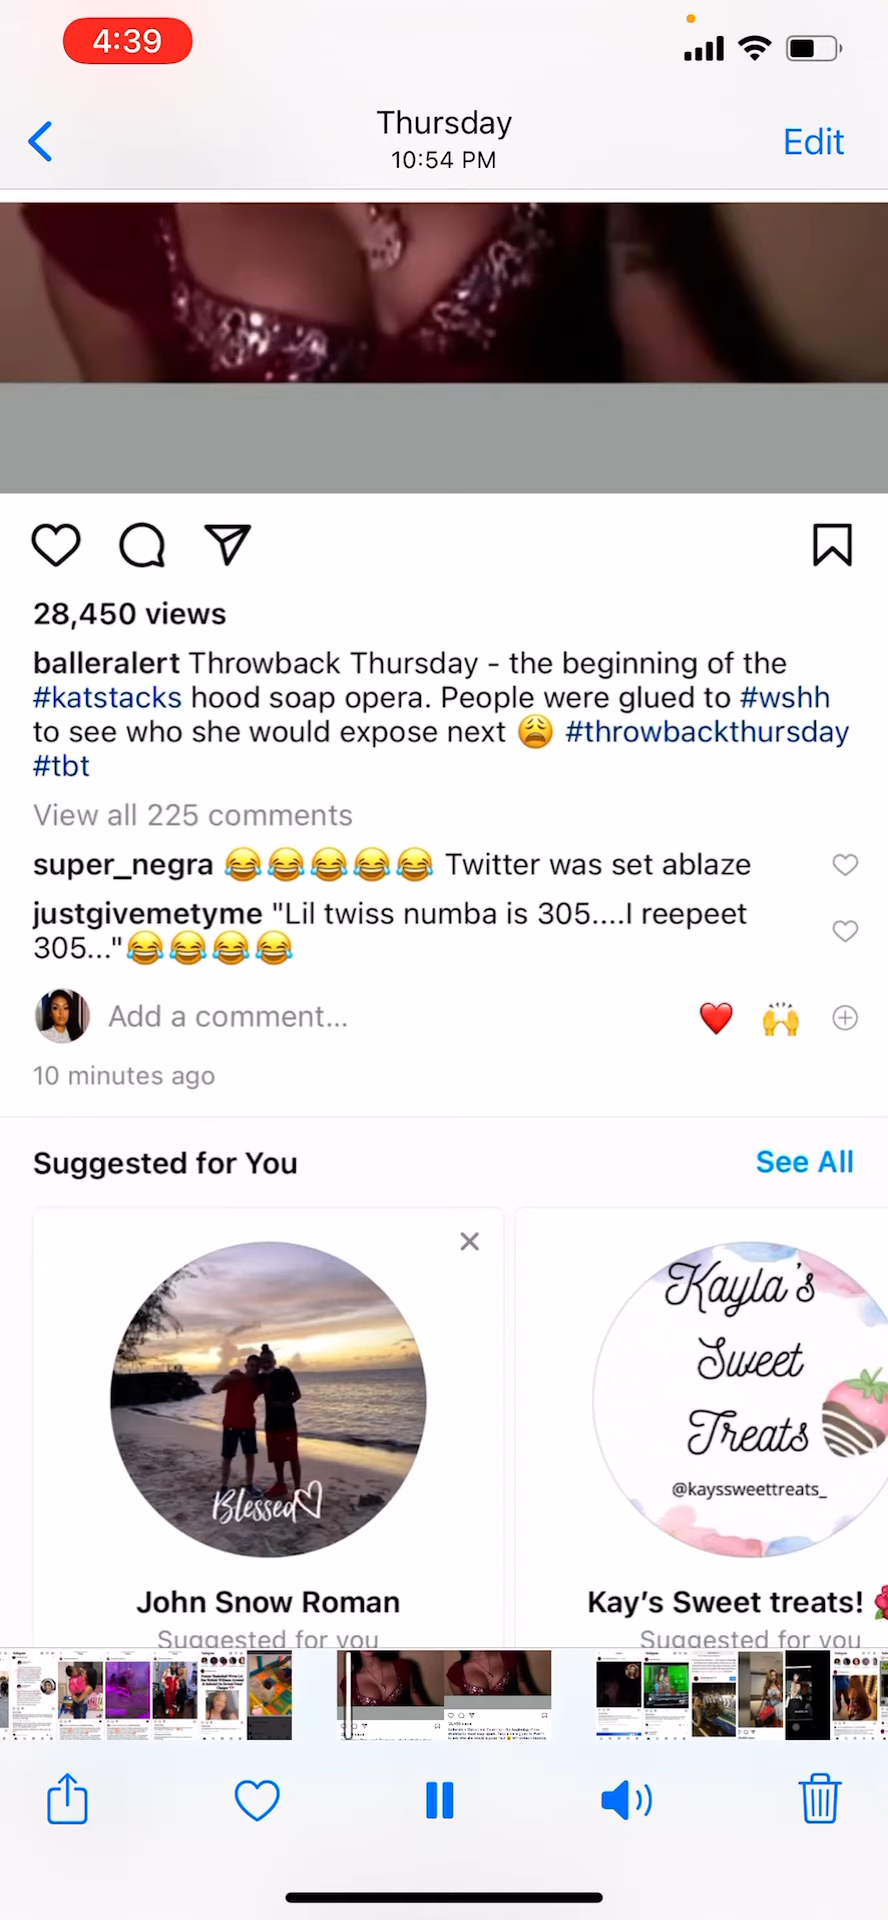 4:39
Thursday
10:54 PM
Edit
28,450 views
balleralert Throwback Thursday - the beginning of the
#katstacks hood soap opera. People were glued to #wshh
to see who she would expose next 😩 #throwbackthursday
#tbt
View all 225 comments
super_negra 😂😂😂😂😂 Twitter was set ablaze
justgivemetyme "Lil twiss numba is 305....I reepeet
305..."😂😂😂😂
Add a comment...
10 minutes ago
Suggested for You
See All
Blessed
Kayla's
Sweet
Treats
@kayssweettreats_
John Snow Roman
Kay's Sweet treats!
Suggested for you
Suggested for you